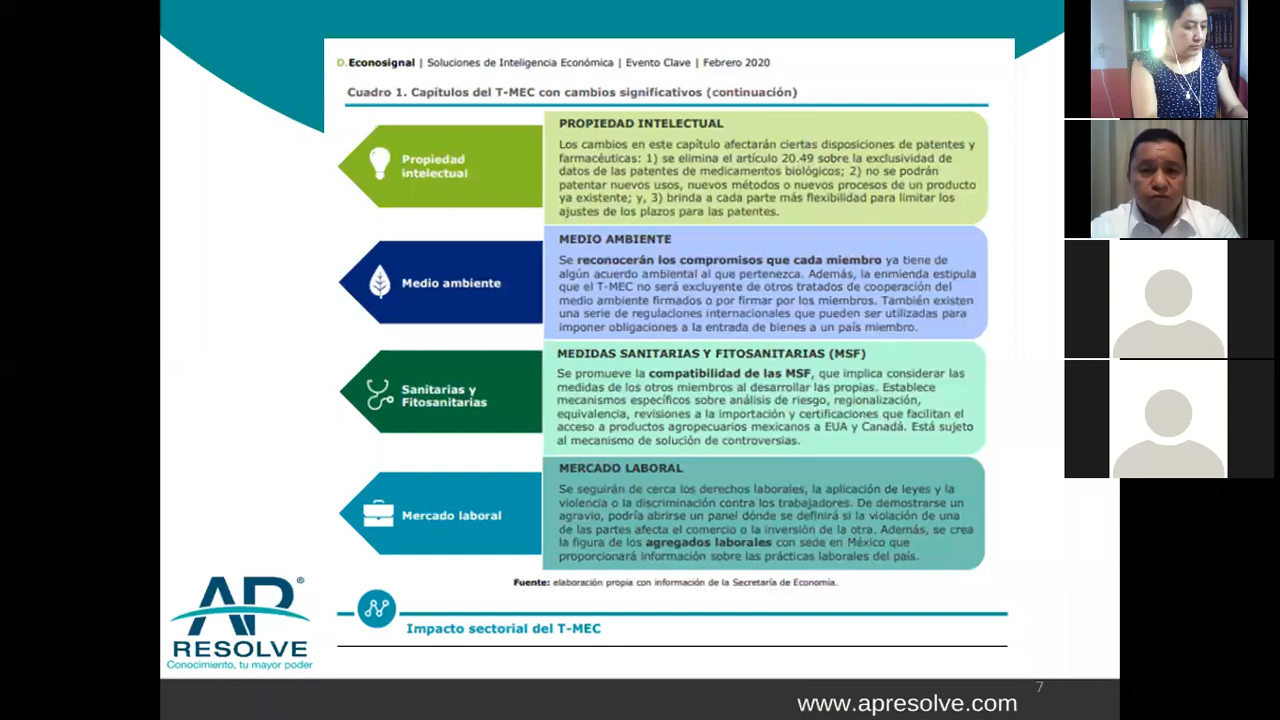 D.Econosignal | Soluciones de Inteligencia Económica | Evento Clave | Febrero 2020
Cuadro 1. Capítulos del T-MEC con cambios significativos (continuación)
Propiedad
intelectual
PROPIEDAD INTELECTUAL
Los cambios en este capítulo afectarán ciertas disposiciones de patentes y
farmacéuticas: 1) se elimina el artículo 20.49 sobre la exclusividad de
datos de las patentes de medicamentos biológicos; 2) no se podrán
patentar nuevos usos, nuevos métodos o nuevos procesos de un producto
ya existente; y, 3) brinda a cada parte más flexibilidad para limitar los
ajustes de los plazos para las patentes.
Medio ambiente
MEDIO AMBIENTE
Se reconocerán los compromisos que cada miembro ya tiene de
algún acuerdo ambiental al que pertenezca. Además, la enmienda estipula
que el T-MEC no será excluyente de otros tratados de cooperación del
medio ambiente firmados o por firmar por los miembros. También existen
una serie de regulaciones internacionales que pueden ser utilizadas para
imponer obligaciones a la entrada de bienes a un país miembro.
Sanitarias y
Fitosanitarias
MEDIDAS SANITARIAS Y FITOSANITARIAS (MSF)
Se promueve la compatibilidad de las MSF, que implica considerar las
medidas de los otros miembros al desarrollar las propias. Establece
mecanismos específicos sobre análisis de riesgo, regionalización,
equivalencia, revisiones a la importación y certificaciones que facilitan el
acceso a productos agropecuarios mexicanos a EUA y Canadá. Está sujeto
al mecanismo de solución de controversias.
Mercado laboral
MERCADO LABORAL
Se seguirán de cerca los derechos laborales, la aplicación de leyes y la
violencia o la discriminación contra los trabajadores. De demostrarse un
agravio, podría abrirse un panel dónde se definirá si la violación de una
de las partes afecta el comercio o la inversión de la otra. Además, se crea
la figura de los agregados laborales con sede en México que
proporcionará información sobre las prácticas laborales del país.
Fuente: elaboración propia con información de la Secretaría de Economía.
Impacto sectorial del T-MEC
AP®
RESOLVE
Conocimiento, tu mayor poder
7
www.apresolve.com